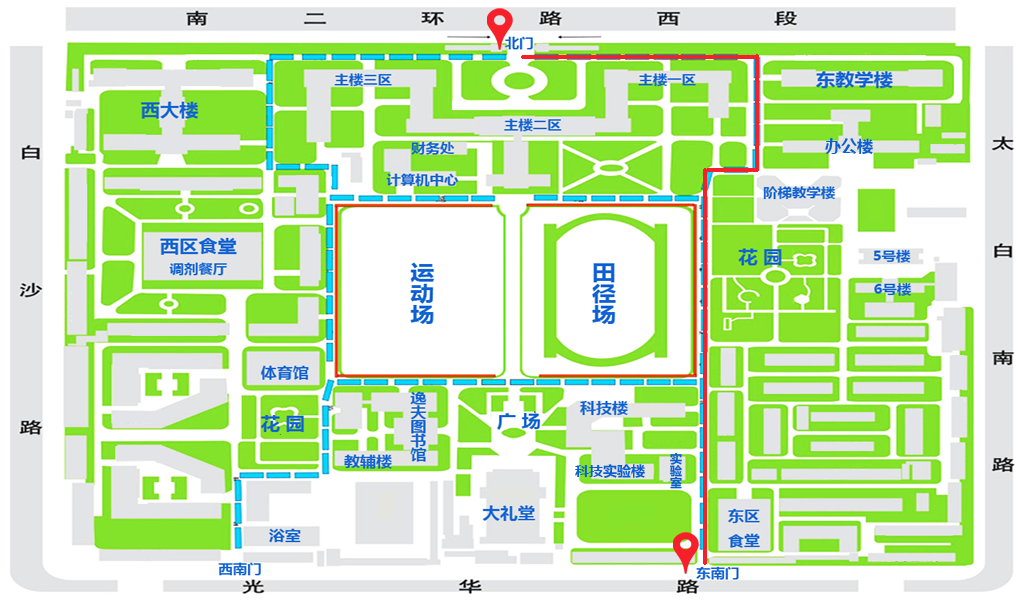 南二环路西段
北门
主楼三区
主楼一区
东教学楼
西大楼
主楼二区
办公楼
财务处
计算机中心
阶梯教学楼
白沙路
太白南路
西区食堂
调剂餐厅
运动场
田径场
花园
5号楼
6号楼
体育馆
花园
逸夫图书馆
广场
科技楼
教辅楼
科技实验楼
实验室
大礼堂
东区
食堂
浴室
西南门
东南门
光华路